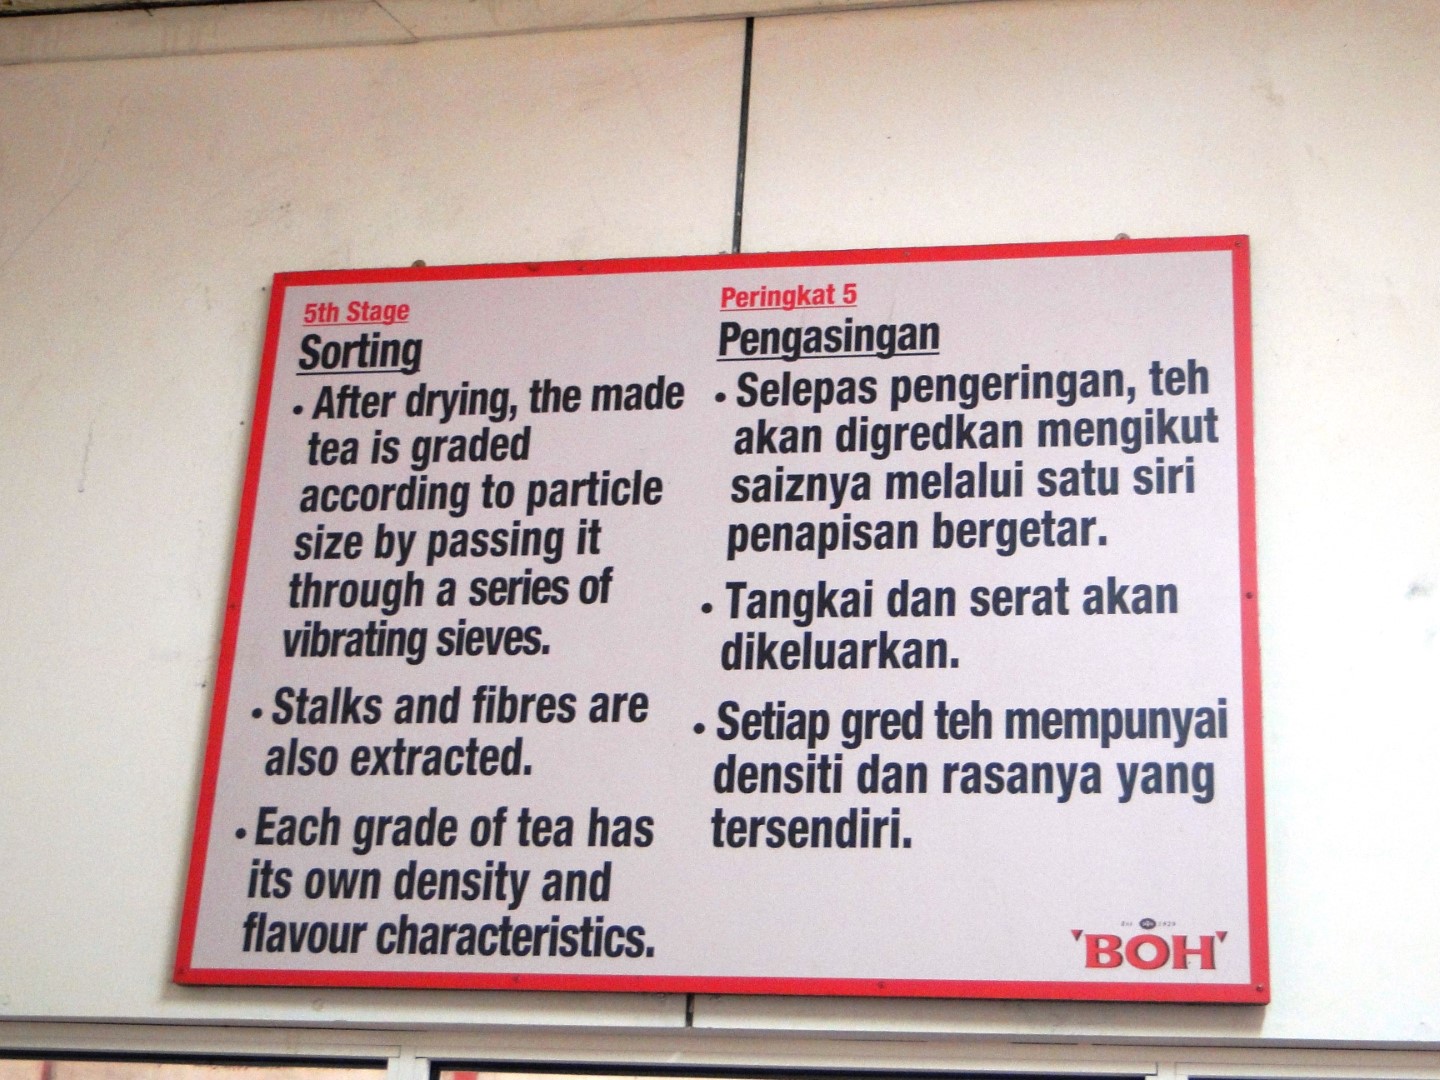 5th Stage
Sorting
• After drying, the made
tea is graded
according to particle
size by passing it
through a series of
vibrating sieves.
• Stalks and fibres are
also extracted.
• Each grade of tea has
its own density and
flavour characteristics.
Peringkat 5
Pengasingan
• Selepas pengeringan, teh
akan digredkan mengikut
saiznya melalui satu siri
penapisan bergetar.
• Tangkai dan serat akan
dikeluarkan.
• Setiap gred teh mempunyai
densiti dan rasanya yang
tersendiri.
BOH